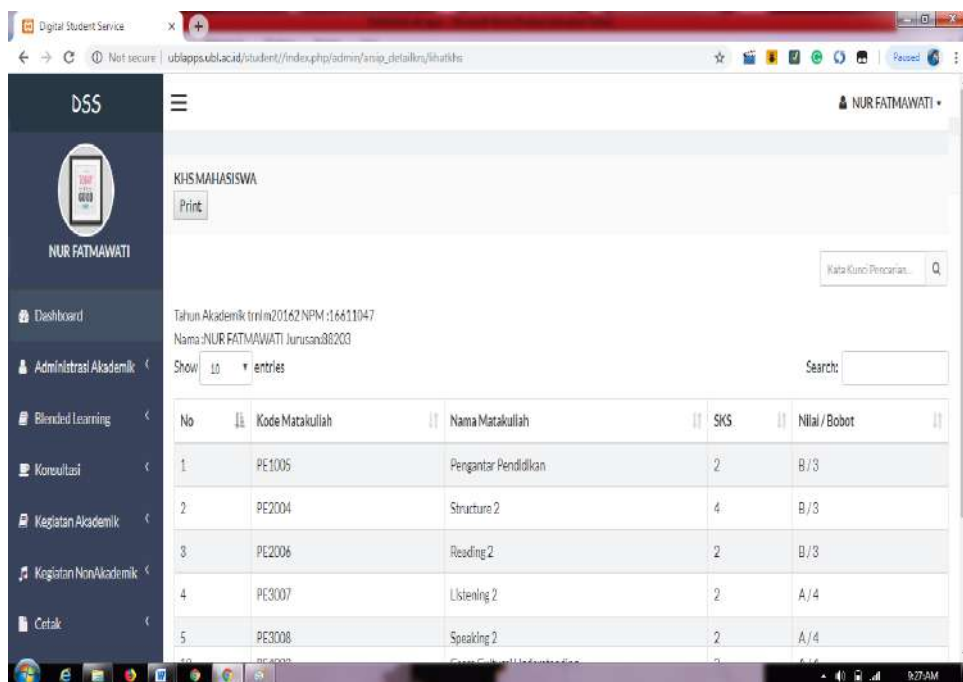 Digital Student Service
Not secure | ublapps.ubl.ac.id/student//index.php/admin/arsip_detailkrs/lihatkhs
Paused
DSS
NUR FATMAWATI
KHS MAHASISWA
Print
NUR FATMAWATI
Kata Kunci Pencarian...
Dashboard
Administrasi Akademik
Blended Learning
Konsultasi
Kegiatan Akademik
Kegiatan NonAkademik
Cetak
Tahun Akademik trnlm20162 NPM :16611047
Nama :NUR FATMAWATI Jurusan:88203
Show 10 entries
Search:
No Kode Matakuliah Nama Matakuliah SKS Nilai / Bobot
1 PE1005 Pengantar Pendidikan 2 B / 3
2 PE2004 Structure 2 4 B / 3
3 PE2006 Reading 2 2 B / 3
4 PE3007 Listening 2 2 A / 4
5 PE3008 Speaking 2 2 A / 4
9:27 AM